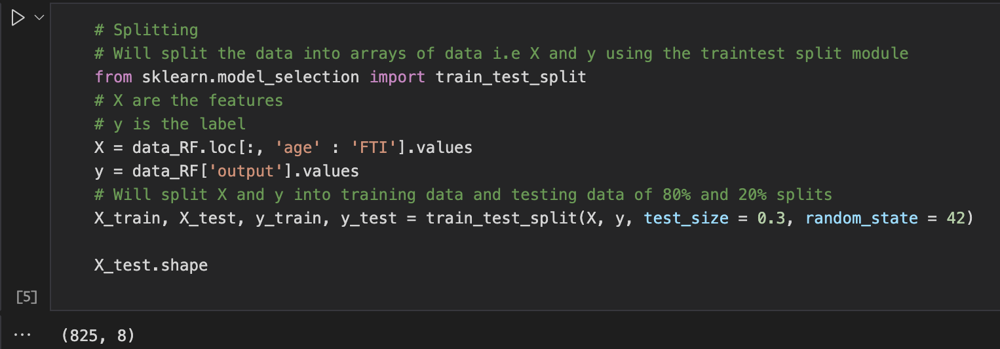 # Splitting
# Will split the data into arrays of data i.e X and y using the traintest split module
from sklearn.model_selection import train_test_split
# X are the features
# y is the label
X = data_RF.loc[:, 'age' : 'FTI'].values
y = data_RF['output'].values
# Will split X and y into training data and testing data of 80% and 20% splits
X_train, X_test, y_train, y_test = train_test_split(X, y, test_size = 0.3, random_state = 42)
X_test.shape
[5]
... (825, 8)